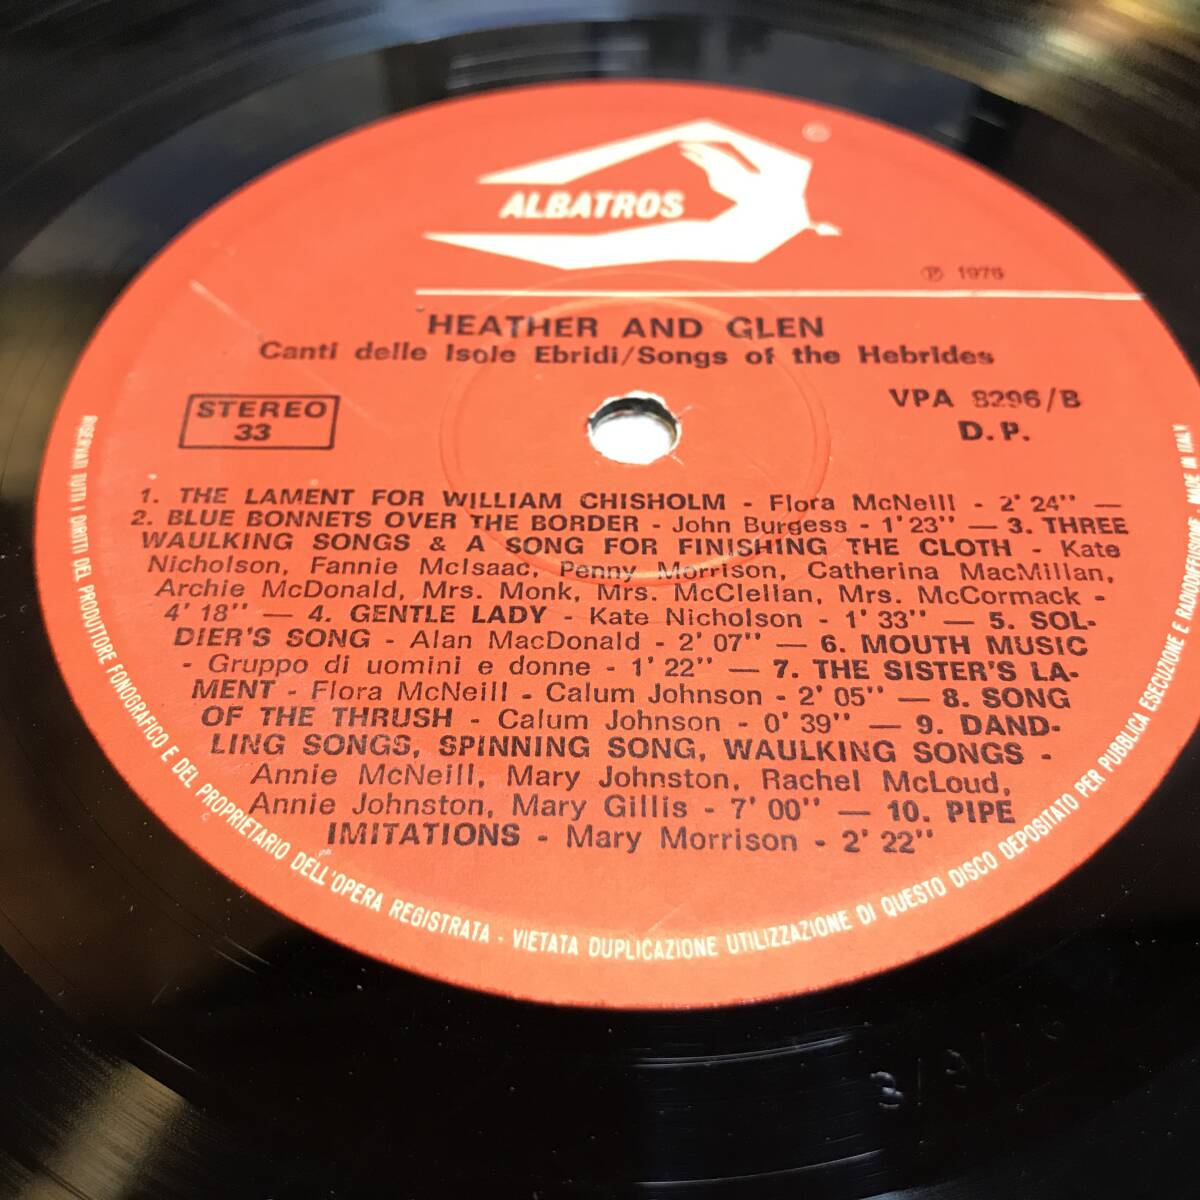 ALBATROS
©
℗ 1976
HEATHER AND GLEN
Canti delle Isole Ebridi/Songs of the Hebrides
STEREO
33
VPA 8296/B
D.P.
1. THE LAMENT FOR WILLIAM CHISHOLM - Flora McNeill - 2' 24" —
2. BLUE BONNETS OVER THE BORDER - John Burgess - 1' 23" — 3. THREE
WAULKING SONGS & A SONG FOR FINISHING THE CLOTH - Kate
Nicholson, Fannie McIsaac, Penny Morrison, Catherina MacMillan,
Archie McDonald, Mrs. Monk, Mrs. McClellan, Mrs. McCormack -
4' 18" — 4. GENTLE LADY - Kate Nicholson - 1' 33" — 5. SOL-
DIER'S SONG - Alan MacDonald - 2' 07" — 6. MOUTH MUSIC
- Gruppo di uomini e donne - 1' 22" — 7. THE SISTER'S LA-
MENT - Flora McNeill - Calum Johnson - 2' 05" — 8. SONG
OF THE THRUSH - Calum Johnson - 0' 39" — 9. DAND-
LING SONGS, SPINNING SONG, WAULKING SONGS -
Annie McNeill, Mary Johnston, Rachel McLoud,
Annie Johnston, Mary Gillis - 7' 00" — 10. PIPE
IMITATIONS - Mary Morrison - 2' 22"
RISERVATI TUTTI I DIRITTI DEL PRODUTTORE FONOGRAFICO E DEL PROPRIETARIO DELL'OPERA REGISTRATA - VIETATA DUPLICAZIONE UTILIZZAZIONE DI QUESTO DISCO DEPOSITATO PER PUBBLICA ESECUZIONE E RADIODIFFUSIONE. MADE IN ITALY